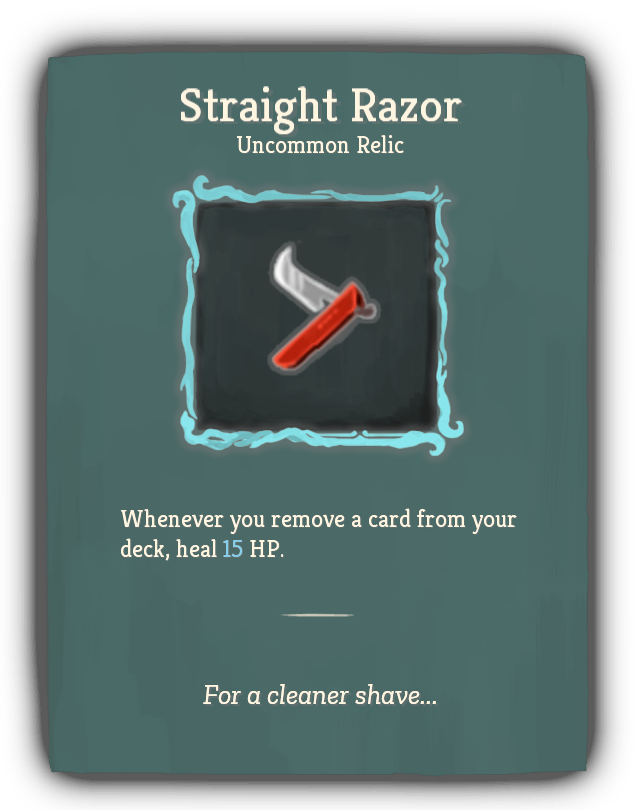 Straight Razor
Uncommon Relic
Whenever you remove a card from your
deck, heal 15 HP.
For a cleaner shave...